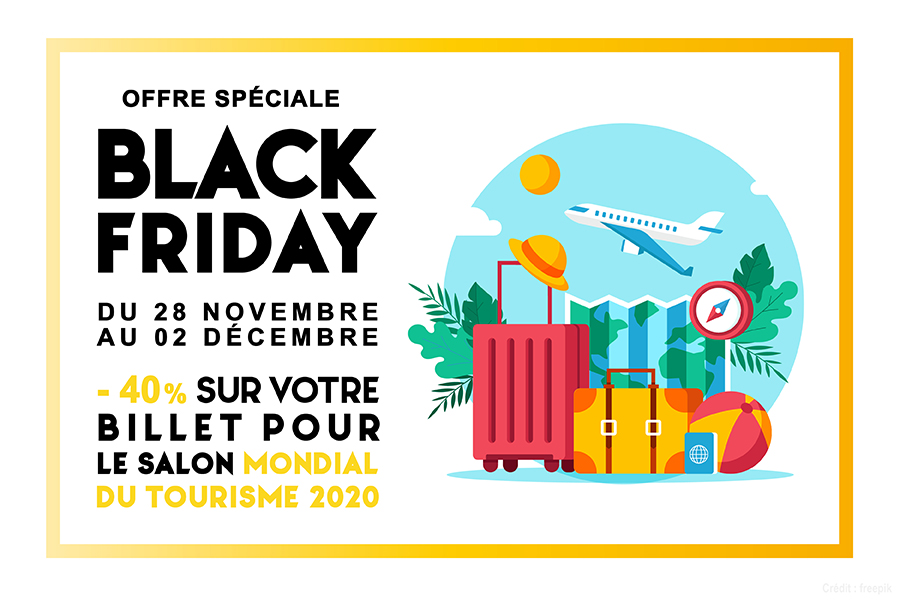 OFFRE SPÉCIALE
BLACK
FRIDAY
DU 28 NOVEMBRE
AU 02 DÉCEMBRE
- 40% SUR VOTRE
BILLET POUR
LE SALON MONDIAL
DU TOURISME 2020
Crédit : freepik